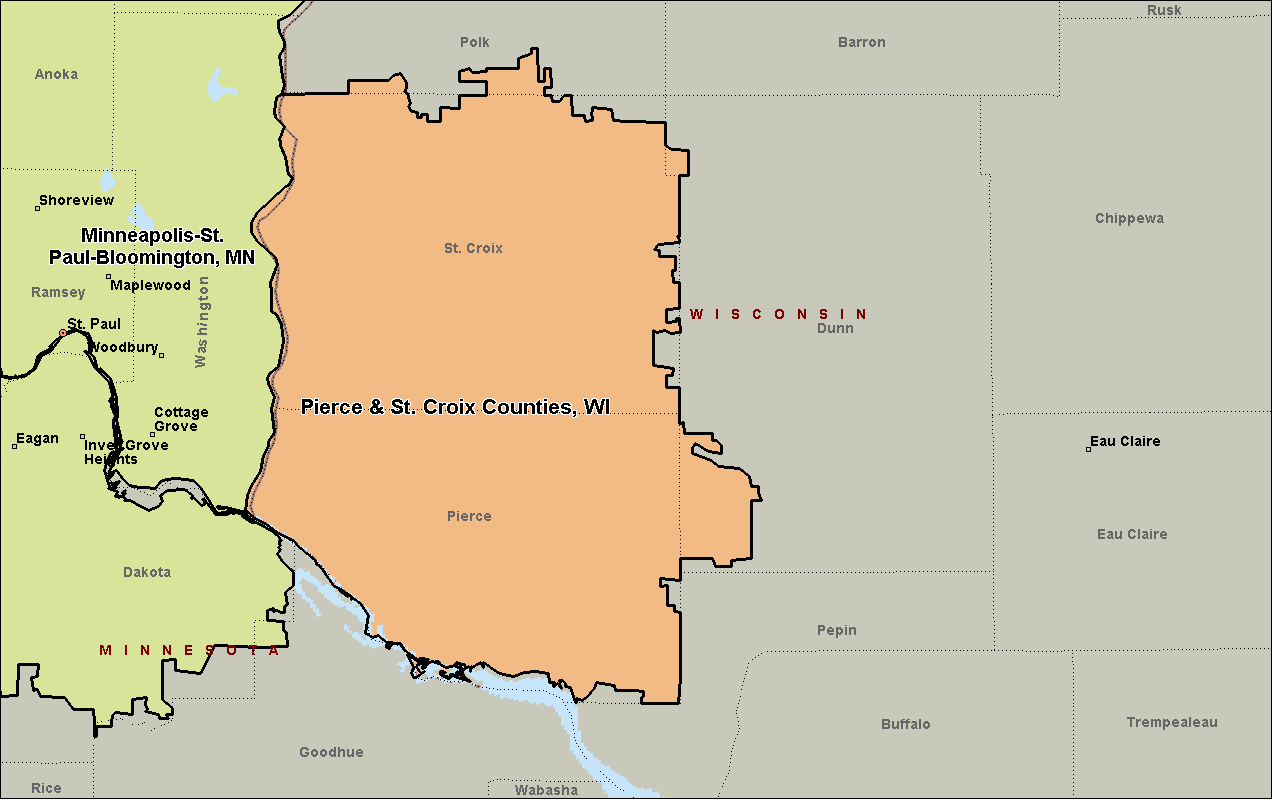 Rusk
Polk
Barron
Anoka
Shoreview
Chippewa
Minneapolis-St.
Paul-Bloomington, MN
St. Croix
Maplewood
Ramsey
Washington
WISCONSIN
St. Paul
Dunn
Woodbury
Pierce & St. Croix Counties, WI
Cottage
Grove
Eagan
Inver Grove
Heights
Eau Claire
Pierce
Eau Claire
Dakota
Pepin
MINNESOTA
Buffalo
Trempealeau
Goodhue
Rice
Wabasha